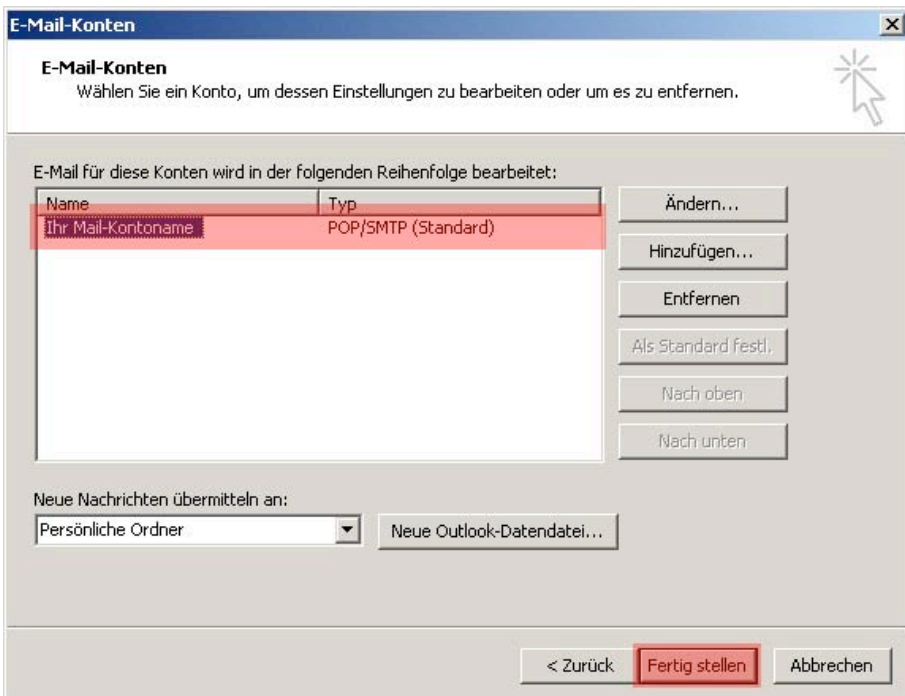 E-Mail-Konten
E-Mail-Konten
Wählen Sie ein Konto, um dessen Einstellungen zu bearbeiten oder um es zu entfernen.
E-Mail für diese Konten wird in der folgenden Reihenfolge bearbeitet:
Name Typ
Ihr Mail-Kontoname POP/SMTP (Standard)
Ändern...
Hinzufügen...
Entfernen
Als Standard festl.
Nach oben
Nach unten
Neue Nachrichten übermitteln an:
Persönliche Ordner Neue Outlook-Datendatei...
< Zurück Fertig stellen Abbrechen